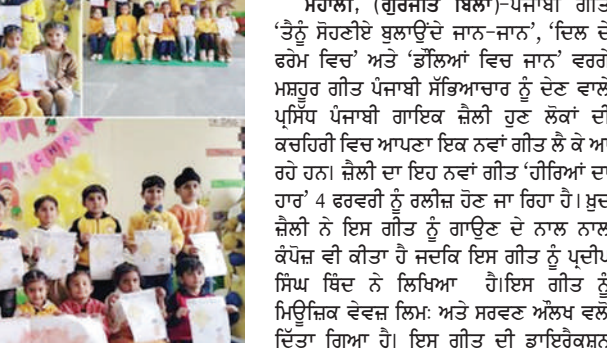 ਮੋਹਾਲੀ, (ਗੁਰਜੀਤ ਬਿਲਾ)-ਪੰਜਾਬੀ ਗੀਤ
‘ਤੈਨੂੰ ਸੋਹਣੀਏ ਬੁਲਾਉਂਦੇ ਜਾਨ-ਜਾਨ’, ‘ਦਿਲ ਦੇ
ਫਰੇਮ ਵਿਚ’ ਅਤੇ ‘ਡੌਲਿਆਂ ਵਿਚ ਜਾਨ’ ਵਰਗੇ
ਮਸ਼ਹੂਰ ਗੀਤ ਪੰਜਾਬੀ ਸੱਭਿਆਚਾਰ ਨੂੰ ਦੇਣ ਵਾਲੇ
ਪ੍ਰਸਿੱਧ ਪੰਜਾਬੀ ਗਾਇਕ ਜ਼ੈਲੀ ਹੁਣ ਲੋਕਾਂ ਦੀ
ਕਚਹਿਰੀ ਵਿਚ ਆਪਣਾ ਇਕ ਨਵਾਂ ਗੀਤ ਲੈ ਕੇ ਆ
ਰਹੇ ਹਨ। ਜ਼ੈਲੀ ਦਾ ਇਹ ਨਵਾਂ ਗੀਤ ‘ਹੀਰਿਆਂ ਦਾ
ਹਾਰ’ 4 ਫਰਵਰੀ ਨੂੰ ਰਲੀਜ਼ ਹੋਣ ਜਾ ਰਿਹਾ ਹੈ। ਖ਼ੁਦ
ਜ਼ੈਲੀ ਨੇ ਇਸ ਗੀਤ ਨੂੰ ਗਾਉਣ ਦੇ ਨਾਲ ਨਾਲ
ਕੰਪੋਜ਼ ਵੀ ਕੀਤਾ ਹੈ ਜਦਕਿ ਇਸ ਗੀਤ ਨੂੰ ਪ੍ਰਦੀਪ
ਸਿੰਘ ਥਿੰਦ ਨੇ ਲਿਖਿਆ ਹੈ।ਇਸ ਗੀਤ ਨੂੰ
ਮਿਊਜ਼ਿਕ ਵੇਵਜ਼ ਲਿਮਃ ਅਤੇ ਸਰਵਣ ਔਲਖ ਵਲੋਂ
ਦਿੱਤਾ ਗਿਆ ਹੈ। ਇਸ ਗੀਤ ਦੀ ਡਾਇਰੈਕਸ਼ਨ